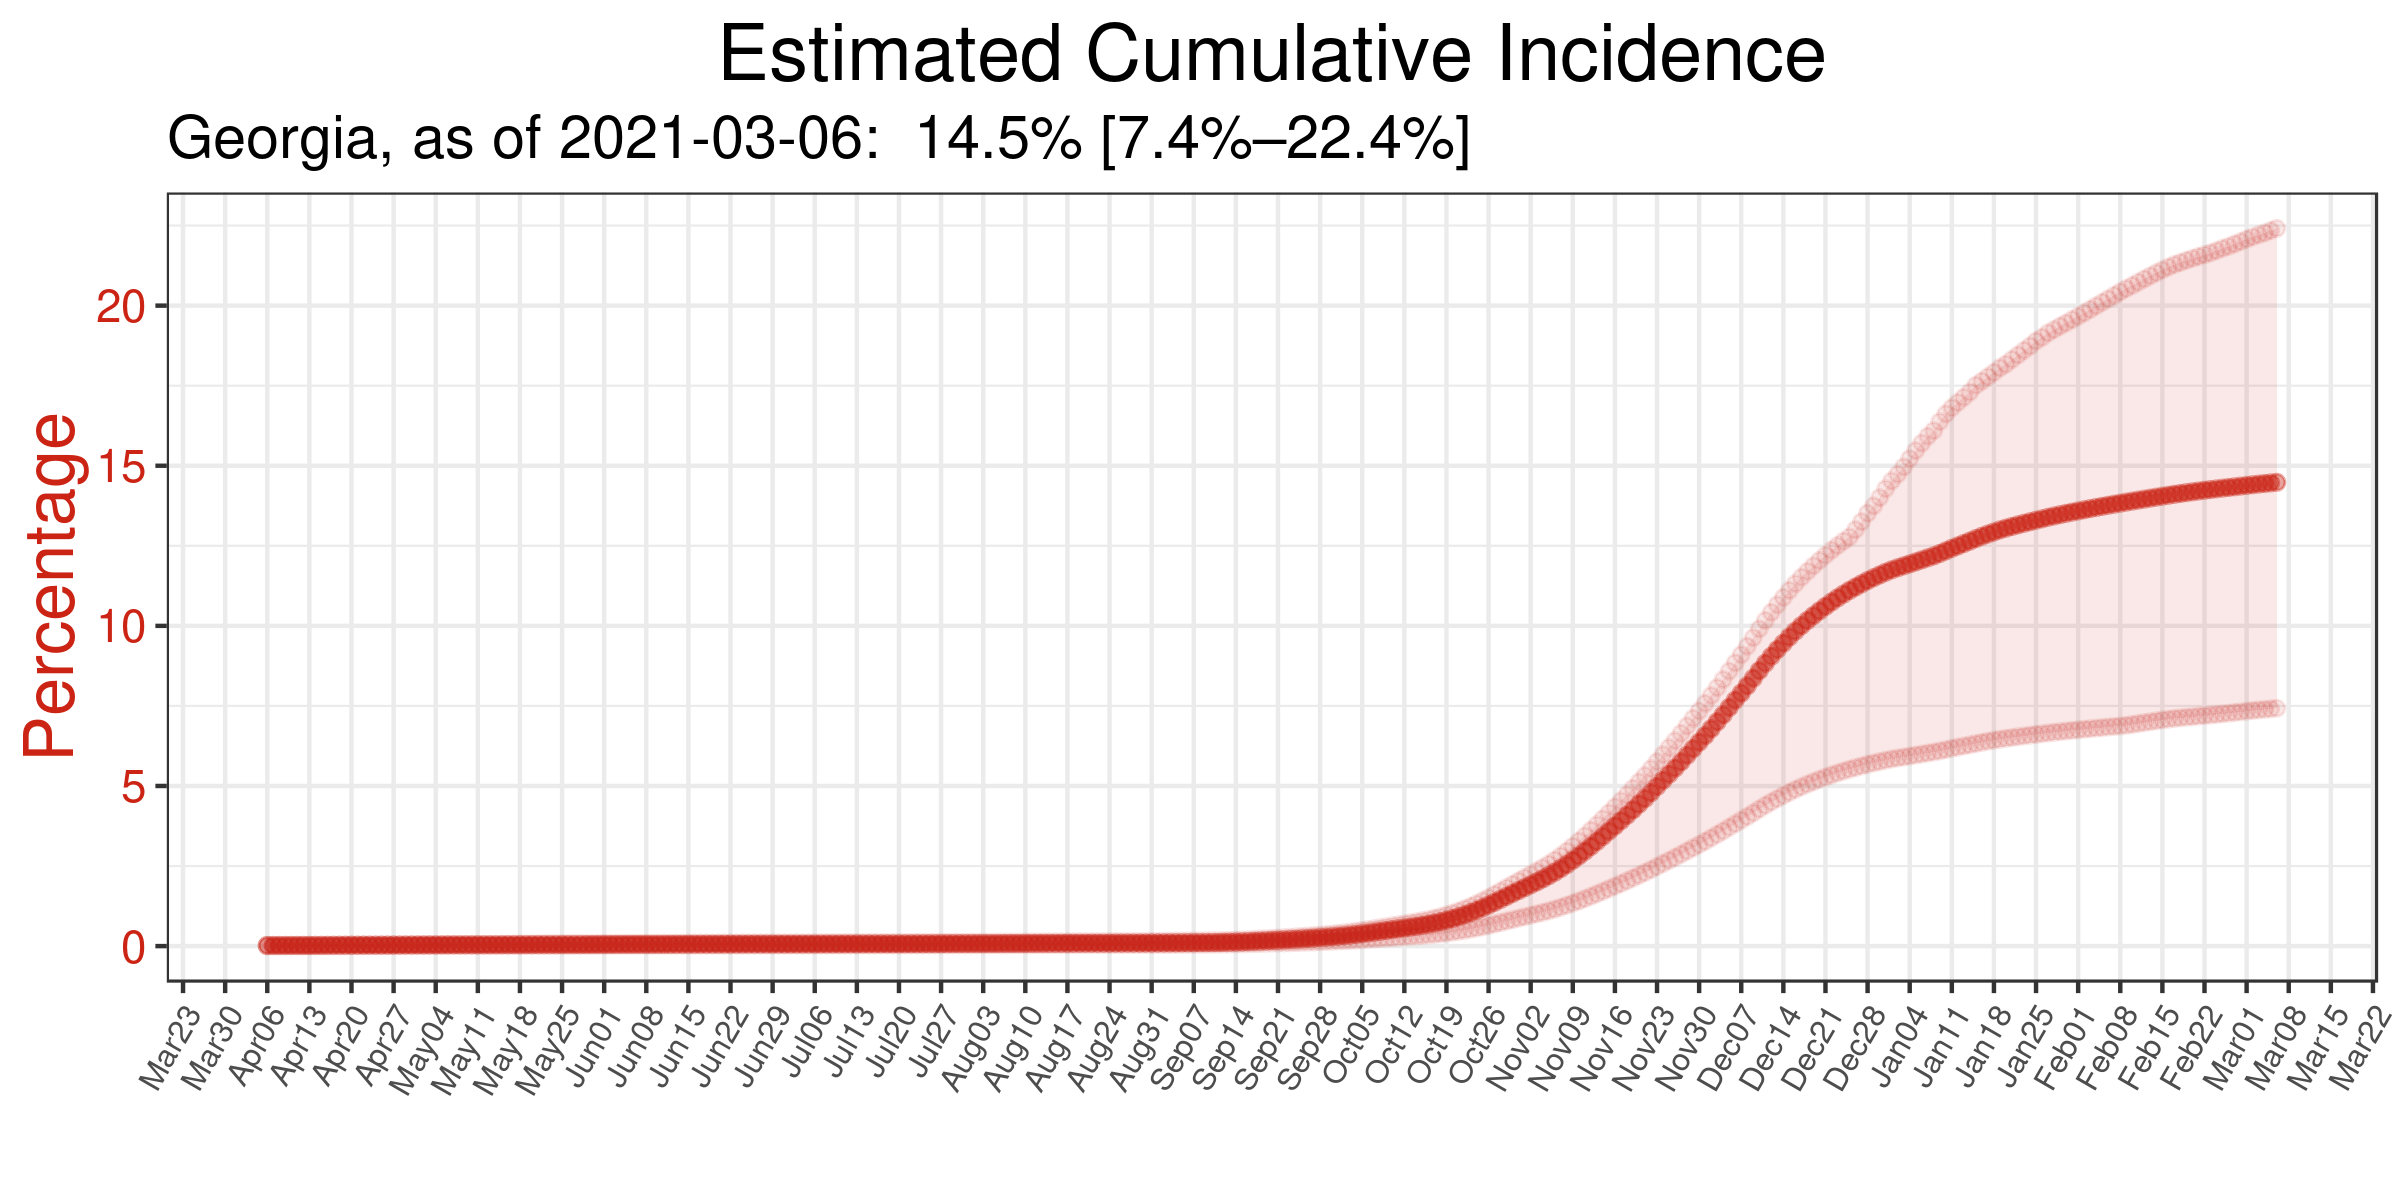 Estimated Cumulative Incidence
Georgia, as of 2021-03-06:  14.5% [7.4%–22.4%]
Percentage
20
15
10
5
0
Mar23
Mar30
Apr06
Apr13
Apr20
Apr27
May04
May11
May18
May25
Jun01
Jun08
Jun15
Jun22
Jun29
Jul06
Jul13
Jul20
Jul27
Aug03
Aug10
Aug17
Aug24
Aug31
Sep07
Sep14
Sep21
Sep28
Oct05
Oct12
Oct19
Oct26
Nov02
Nov09
Nov16
Nov23
Nov30
Dec07
Dec14
Dec21
Dec28
Jan04
Jan11
Jan18
Jan25
Feb01
Feb08
Feb15
Feb22
Mar01
Mar08
Mar15
Mar22